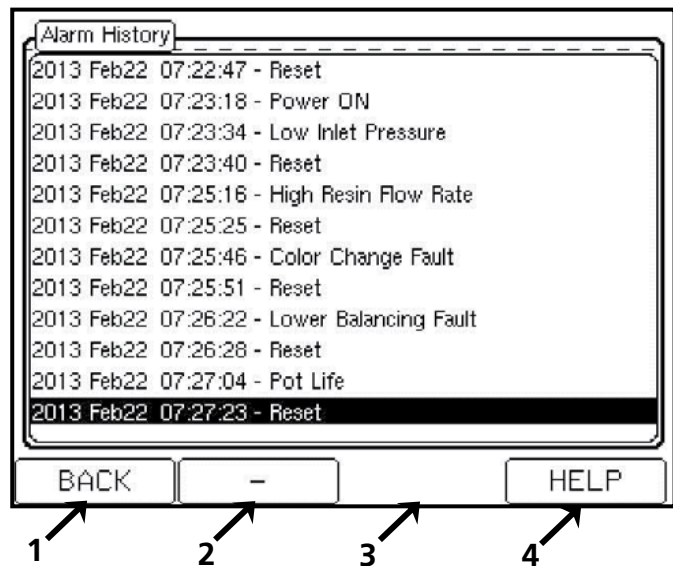 Alarm History
2013 Feb22 07:22:47 - Reset
2013 Feb22 07:23:18 - Power ON
2013 Feb22 07:23:34 - Low Inlet Pressure
2013 Feb22 07:23:40 - Reset
2013 Feb22 07:25:16 - High Resin Flow Rate
2013 Feb22 07:25:25 - Reset
2013 Feb22 07:25:46 - Color Change Fault
2013 Feb22 07:25:51 - Reset
2013 Feb22 07:26:22 - Lower Balancing Fault
2013 Feb22 07:26:28 - Reset
2013 Feb22 07:27:04 - Pot Life
2013 Feb22 07:27:23 - Reset
BACK – HELP
1 2 3 4